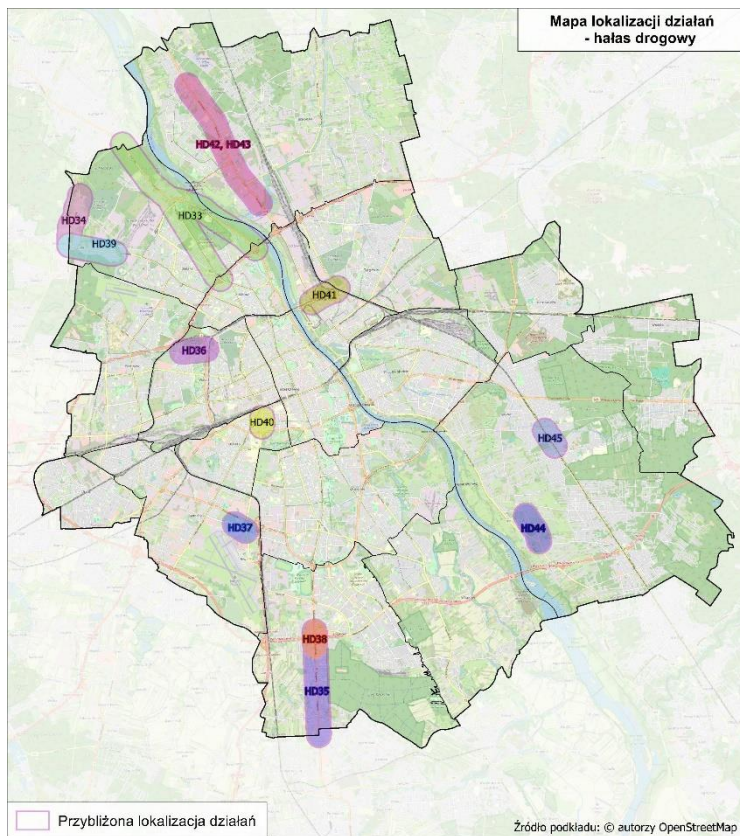 Mapa lokalizacji działań
- hałas drogowy
HD42, HD43
HD34
HD33
HD39
HD41
HD36
HD40
HD45
HD37
HD44
HD38
HD35
Przybliżona lokalizacja działań
Źródło podkładu: © autorzy OpenStreetMap